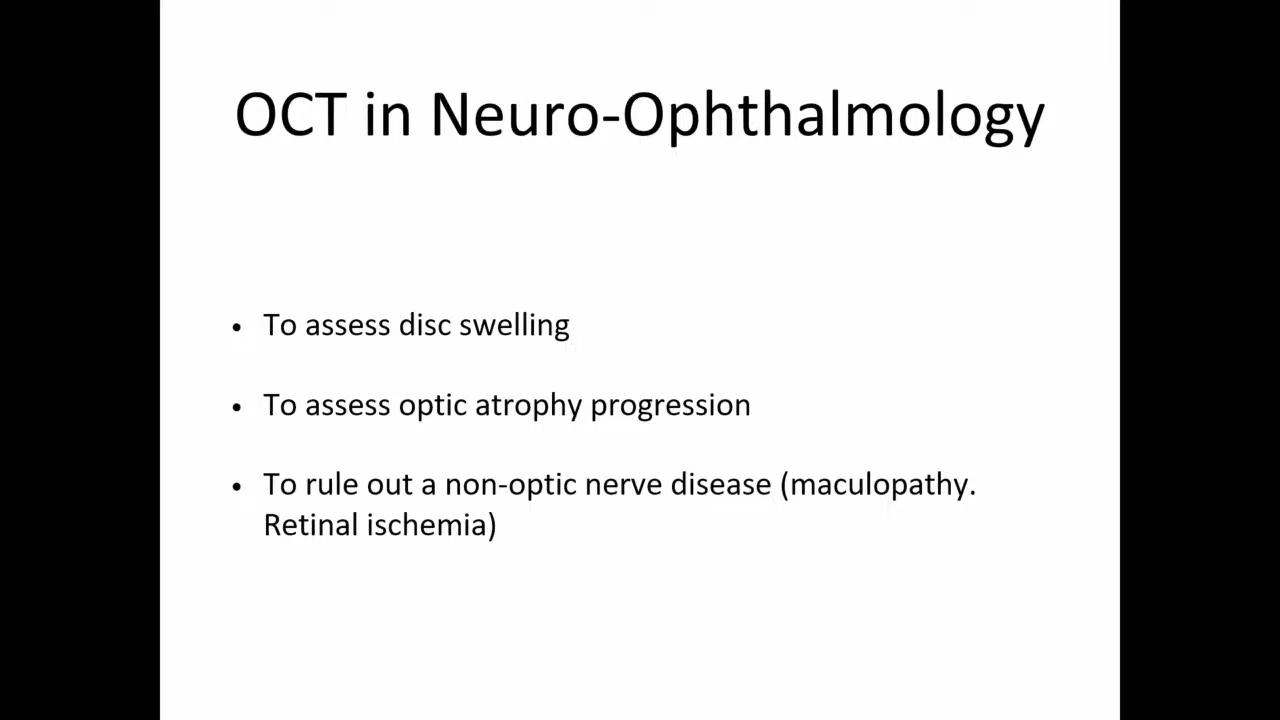 OCT in Neuro-Ophthalmology
• To assess disc swelling
• To assess optic atrophy progression
• To rule out a non-optic nerve disease (maculopathy.
Retinal ischemia)